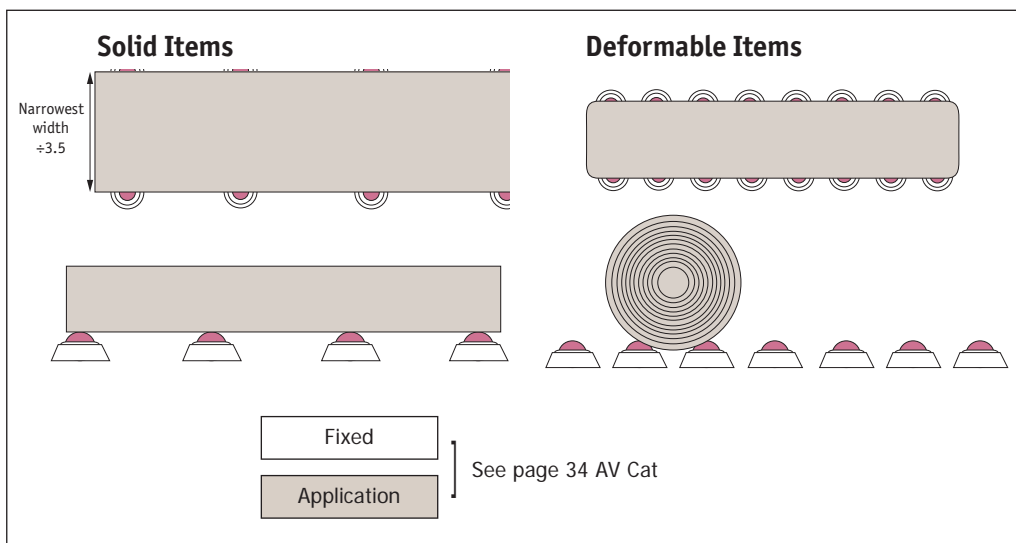 Solid Items
Deformable Items
Narrowest
width
÷3.5
Fixed
See page 34 AV Cat
Application